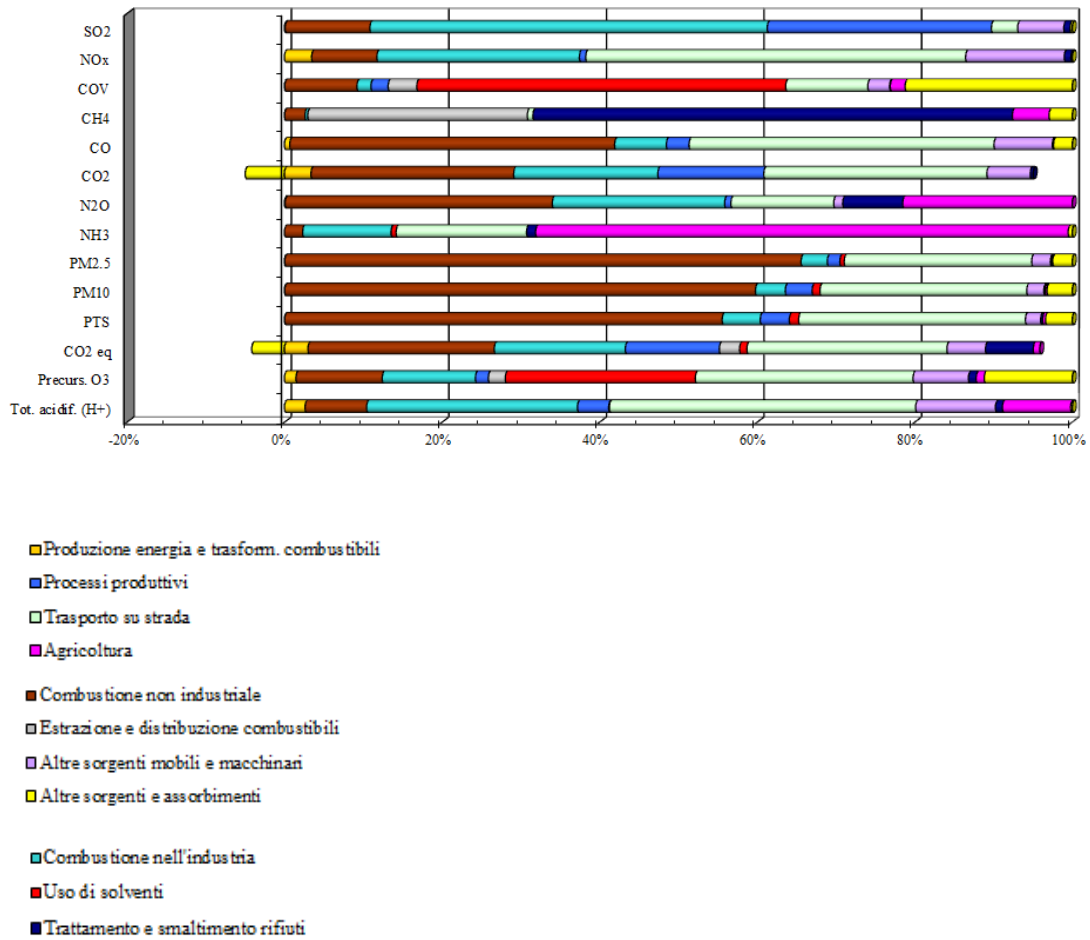 SO2
NOx
COV
CH4
CO
CO2
N2O
NH3
PM2.5
PM10
PTS
CO2 eq
Precurs. O3
Tot. acidif. (H+)
-20% 0% 20% 40% 60% 80% 100%
Produzione energia e trasform. combustibili
Processi produttivi
Trasporto su strada
Agricoltura
Combustione non industriale
Estrazione e distribuzione combustibili
Altre sorgenti mobili e macchinari
Altre sorgenti e assorbimenti
Combustione nell'industria
Uso di solventi
Trattamento e smaltimento rifiuti